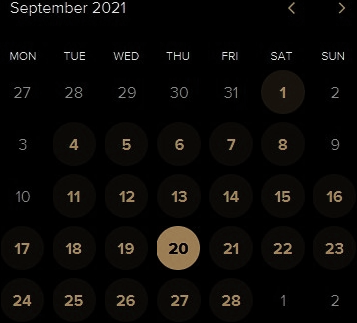 September 2021 < >
MON TUE WED THU FRI SAT SUN
27 28 29 30 31 1 2
3 4 5 6 7 8 9
10 11 12 13 14 15 16
17 18 19 20 21 22 23
24 25 26 27 28 1 2